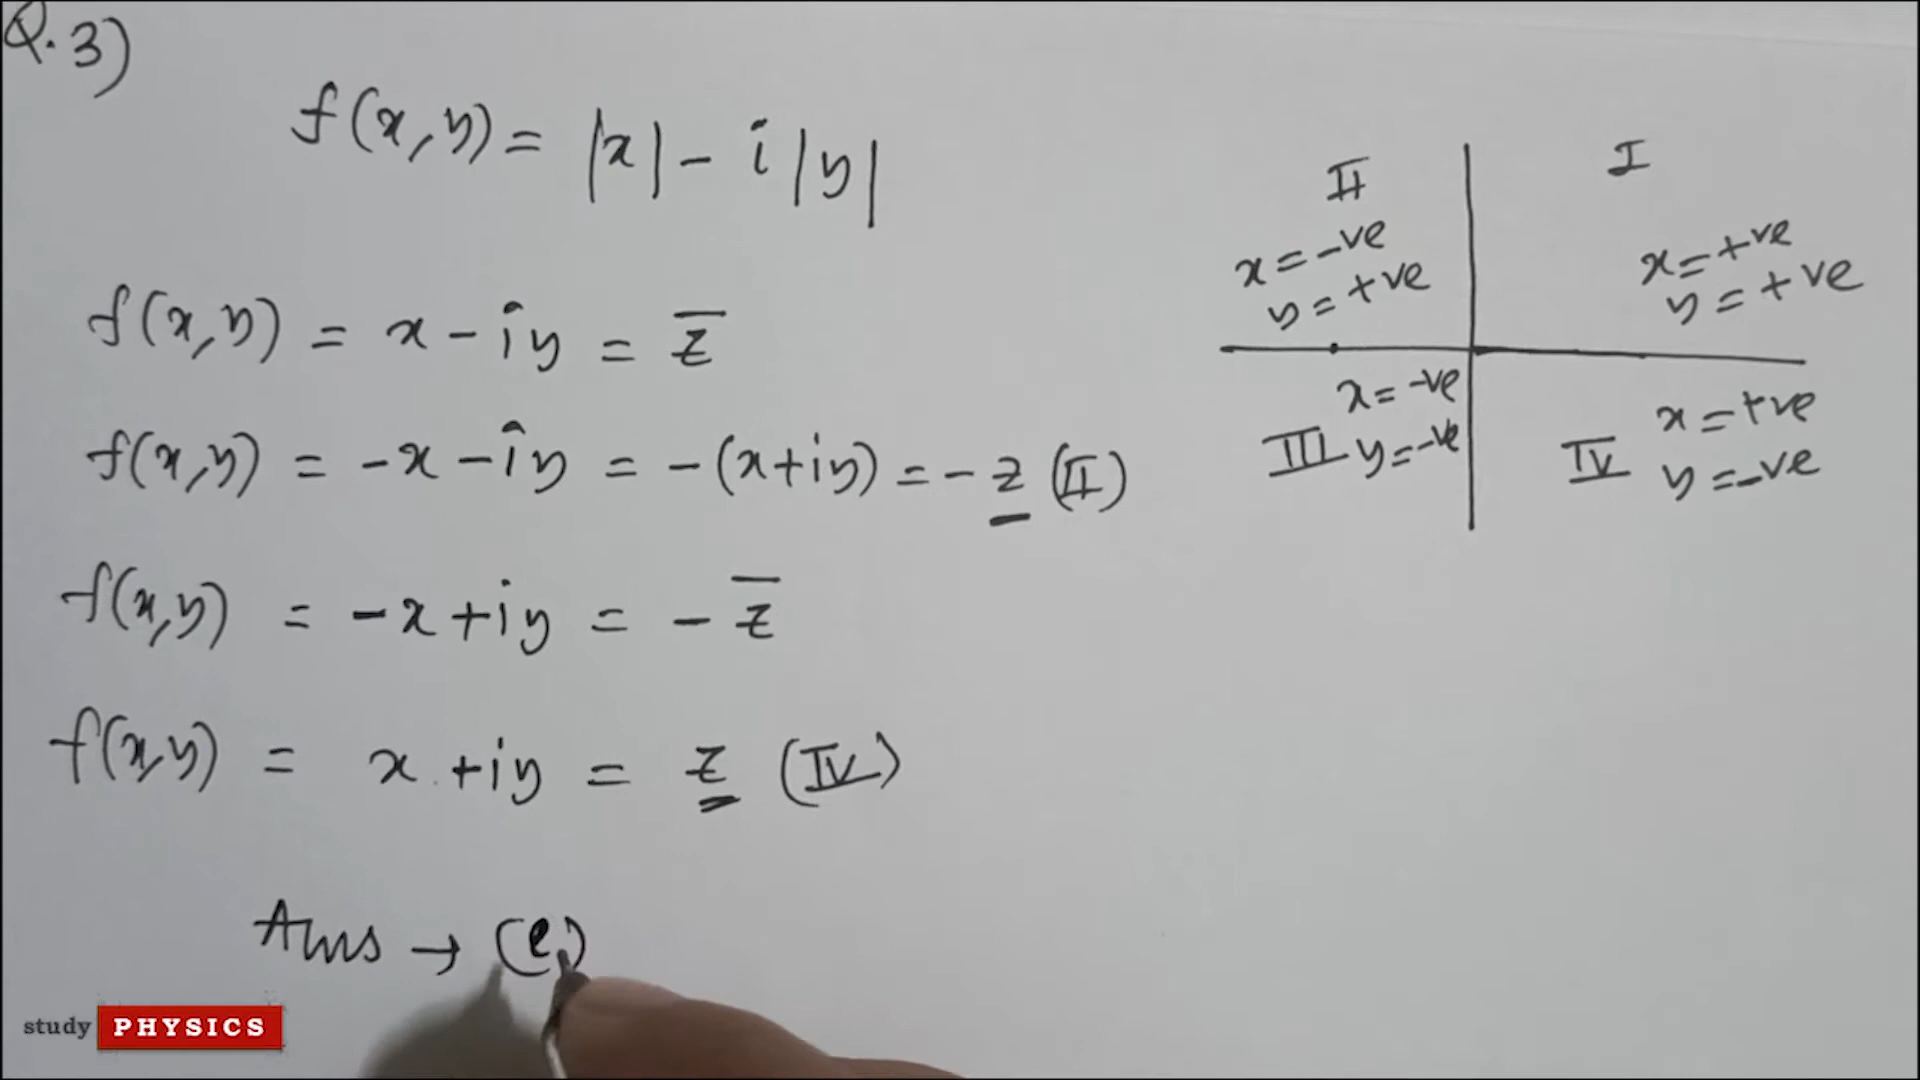 Q.3)
f(x,y) = |x| - i|y|
f(x,y) = x - iy = z̅
f(x,y) = -x - iy = -(x+iy) = -z (II)
f(x,y) = -x + iy = -z̅
f(x,y) = x + iy = z (IV)
Ans → (e)
II
x = -ve
y = +ve
I
x = +ve
y = +ve
x = -ve
III y = -ve
x = +ve
IV y = -ve
study PHYSICS